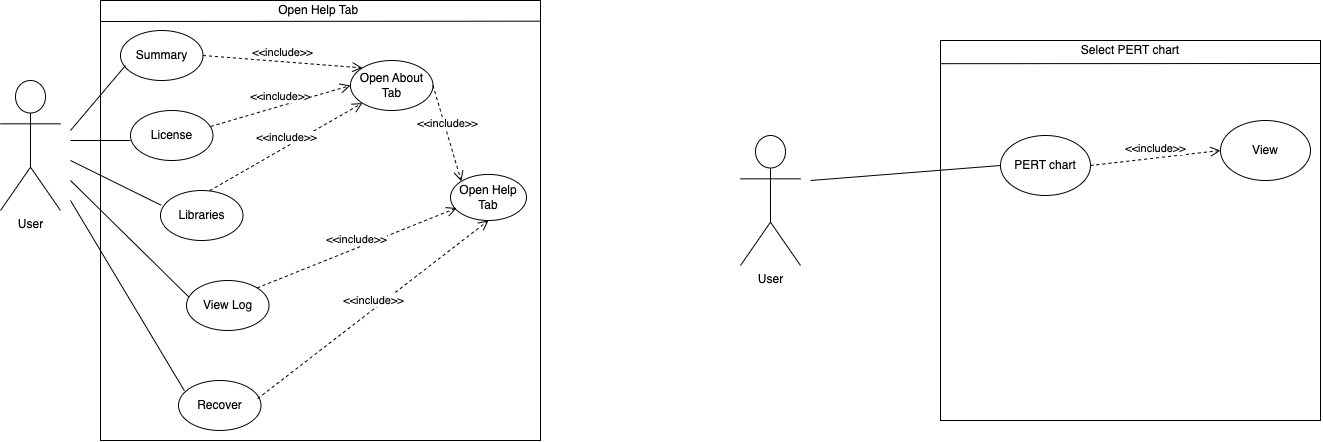 Open Help Tab
Summary
<<include>>
Open About
Tab
<<include>>
License
<<include>>
<<include>>
Libraries
Open Help
Tab
User
<<include>>
View Log
<<include>>
Recover
Select PERT chart
PERT chart
<<include>>
View
User